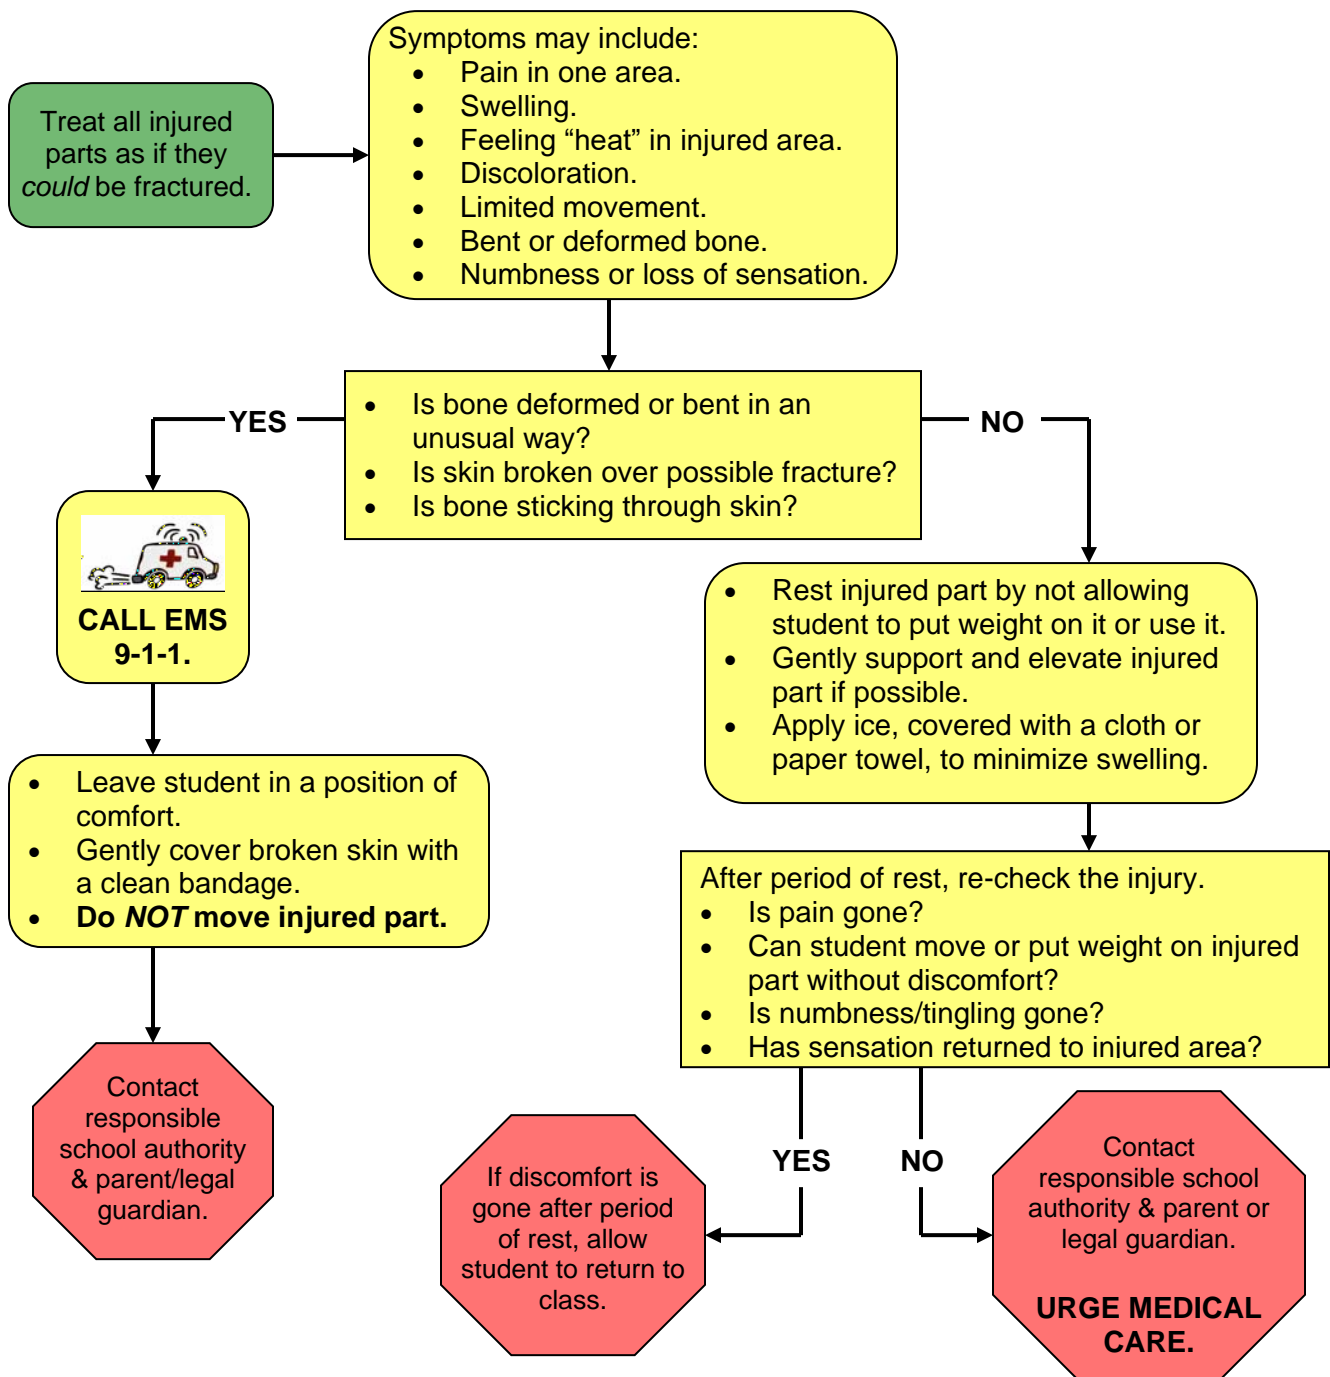 Treat all injured
parts as if they
could be fractured.
Symptoms may include:
• Pain in one area.
• Swelling.
• Feeling “heat” in injured area.
• Discoloration.
• Limited movement.
• Bent or deformed bone.
• Numbness or loss of sensation.
• Is bone deformed or bent in an
unusual way?
• Is skin broken over possible fracture?
• Is bone sticking through skin?
YES
NO
CALL EMS
9-1-1.
• Leave student in a position of
comfort.
• Gently cover broken skin with
a clean bandage.
• Do NOT move injured part.
Contact
responsible
school authority
& parent/legal
guardian.
• Rest injured part by not allowing
student to put weight on it or use it.
• Gently support and elevate injured
part if possible.
• Apply ice, covered with a cloth or
paper towel, to minimize swelling.
After period of rest, re-check the injury.
• Is pain gone?
• Can student move or put weight on injured
part without discomfort?
• Is numbness/tingling gone?
• Has sensation returned to injured area?
YES
NO
If discomfort is
gone after period
of rest, allow
student to return to
class.
Contact
responsible school
authority & parent or
legal guardian.
URGE MEDICAL
CARE.